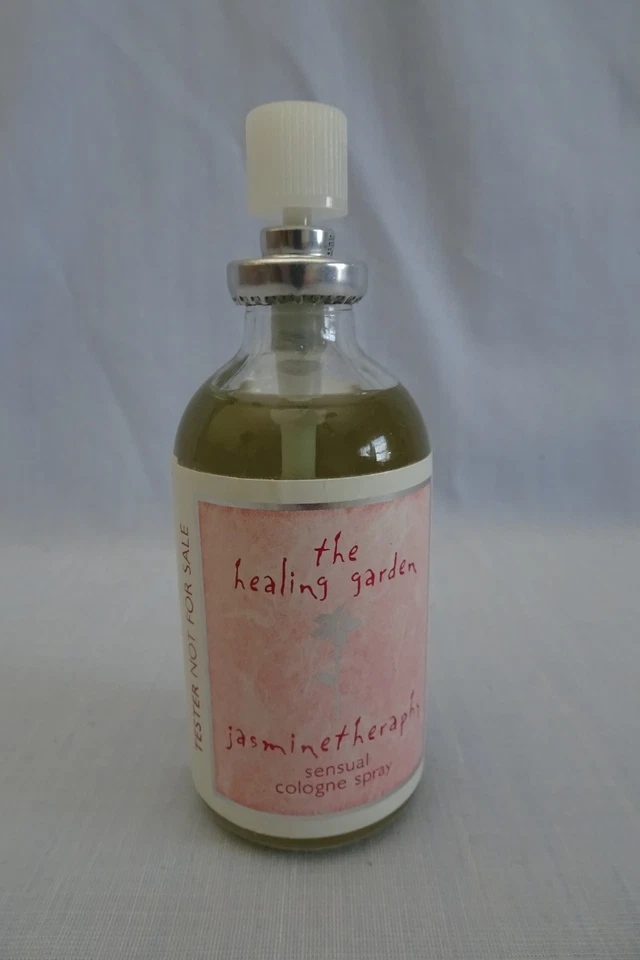 the
healing garden
jasminetheraphy
sensual
cologne spray
TESTER NOT FOR SALE